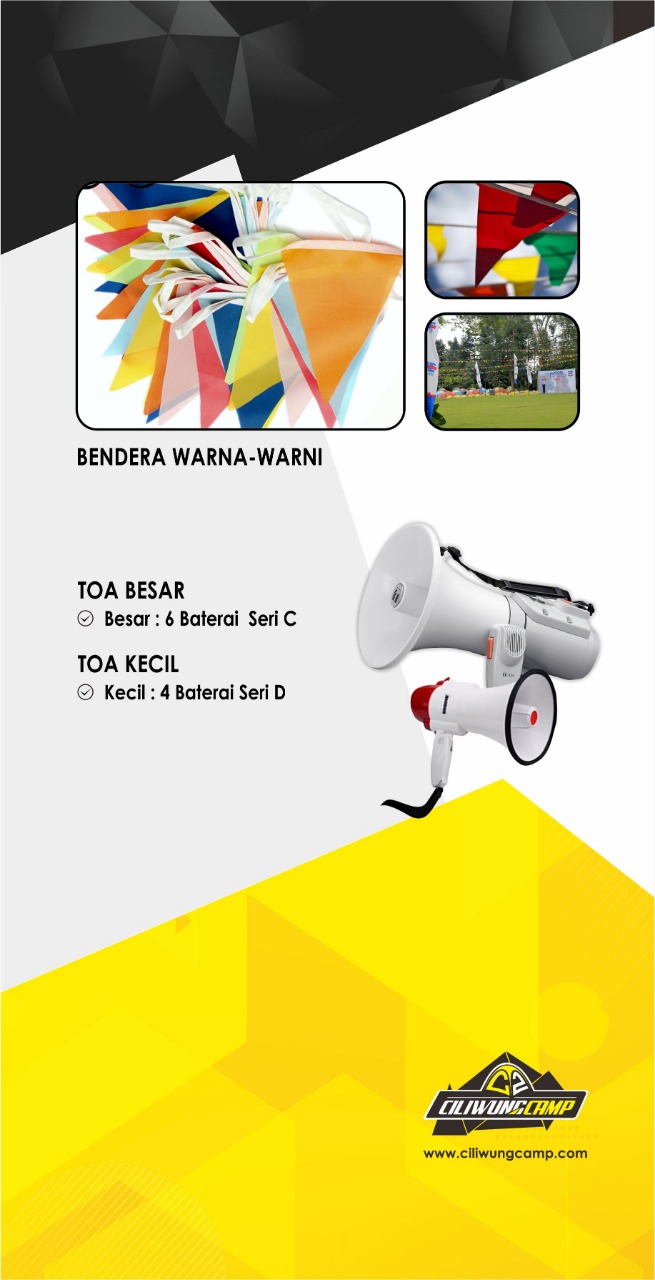 BENDERA WARNA-WARNI
TOA BESAR
Besar : 6 Baterai Seri C
TOA KECIL
Kecil : 4 Baterai Seri D
C2
CILIWUNGCAMP
www.ciliwungcamp.com